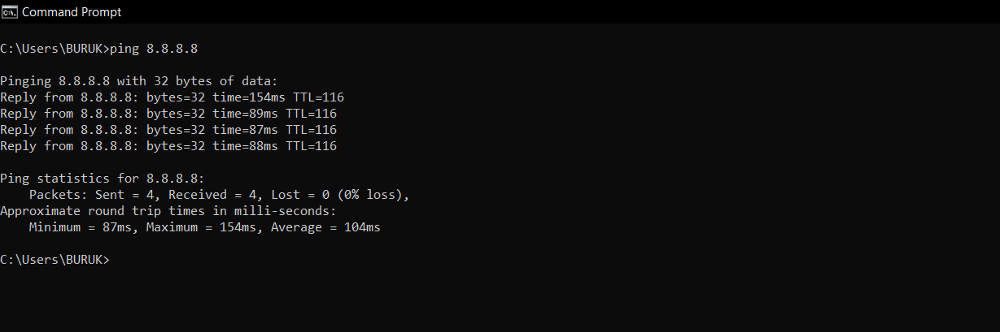 Command Prompt
C:\Users\BURUK>ping 8.8.8.8
Pinging 8.8.8.8 with 32 bytes of data:
Reply from 8.8.8.8: bytes=32 time=154ms TTL=116
Reply from 8.8.8.8: bytes=32 time=89ms TTL=116
Reply from 8.8.8.8: bytes=32 time=87ms TTL=116
Reply from 8.8.8.8: bytes=32 time=88ms TTL=116
Ping statistics for 8.8.8.8:
    Packets: Sent = 4, Received = 4, Lost = 0 (0% loss),
Approximate round trip times in milli-seconds:
    Minimum = 87ms, Maximum = 154ms, Average = 104ms
C:\Users\BURUK>